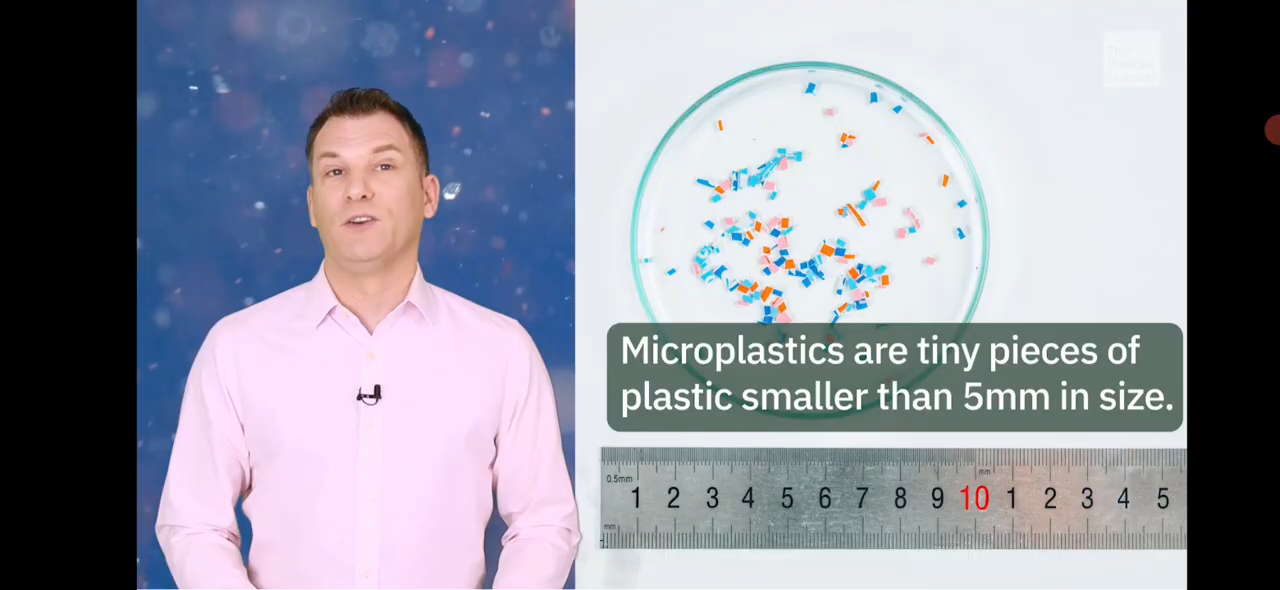 Microplastics are tiny pieces of
plastic smaller than 5mm in size.
mm
0.5mm
1 2 3 4 5 6 7 8 9 10 1 2 3 4 5
mm